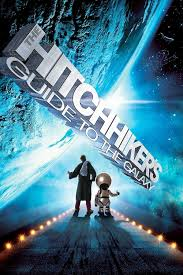 THE
HITCHHIKER'S
GUIDE TO THE GALAXY